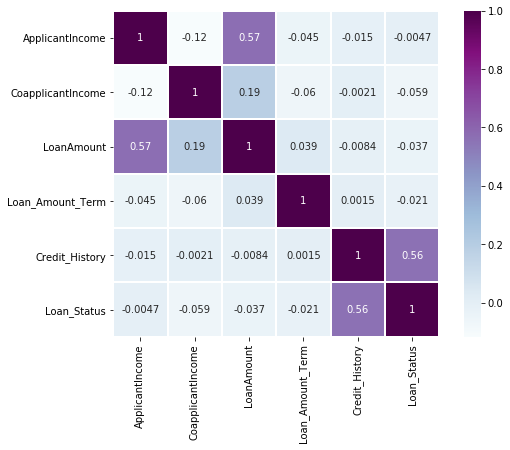 ApplicantIncome 1 -0.12 0.57 -0.045 -0.015 -0.0047
CoapplicantIncome -0.12 1 0.19 -0.06 -0.0021 -0.059
LoanAmount 0.57 0.19 1 0.039 -0.0084 -0.037
Loan_Amount_Term -0.045 -0.06 0.039 1 0.0015 -0.021
Credit_History -0.015 -0.0021 -0.0084 0.0015 1 0.56
Loan_Status -0.0047 -0.059 -0.037 -0.021 0.56 1
ApplicantIncome
CoapplicantIncome
LoanAmount
Loan_Amount_Term
Credit_History
Loan_Status
1.0
0.8
0.6
0.4
0.2
0.0